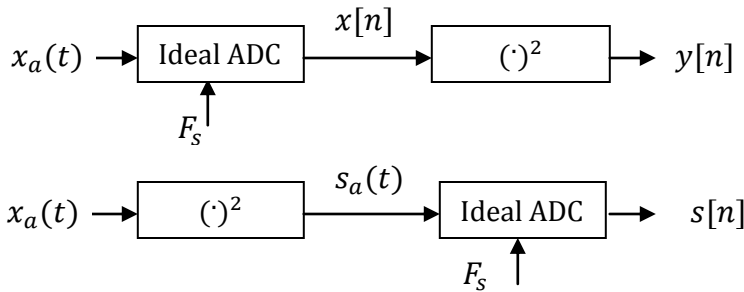 x_a(t) Ideal ADC x[n] (·)² y[n]
F_s
x_a(t) (·)² s_a(t) Ideal ADC s[n]
F_s